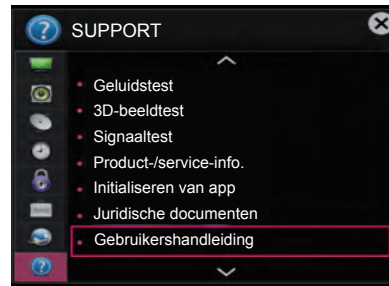 SUPPORT
Geluidstest
3D-beeldtest
Signaaltest
Product-/service-info.
Initialiseren van app
Juridische documenten
Gebruikershandleiding